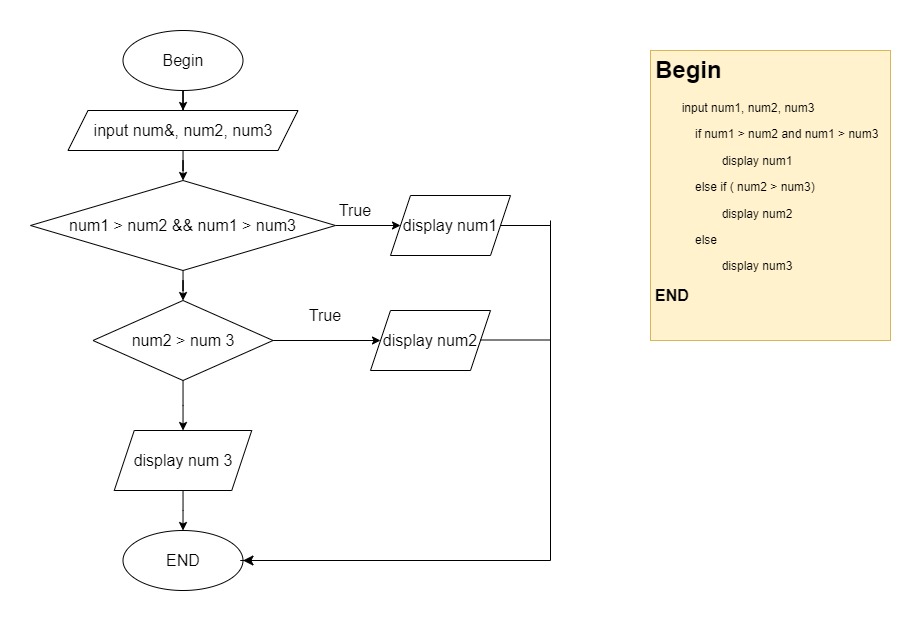 Begin
input num&, num2, num3
num1 > num2 && num1 > num3
True
display num1
num2 > num 3
True
display num2
display num 3
END
Begin
input num1, num2, num3
if num1 > num2 and num1 > num3
display num1
else if ( num2 > num3)
display num2
else
display num3
END